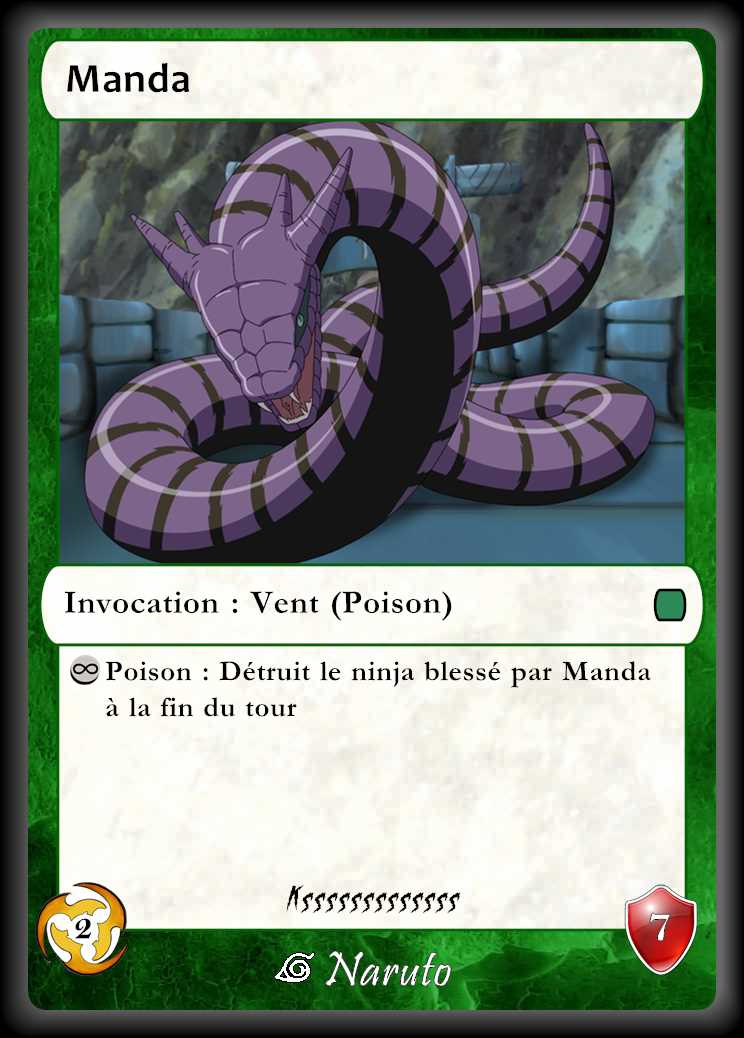 Manda
Invocation : Vent (Poison)
Poison : Détruit le ninja blessé par Manda
à la fin du tour
Ksssssssssssss
2
7
Naruto